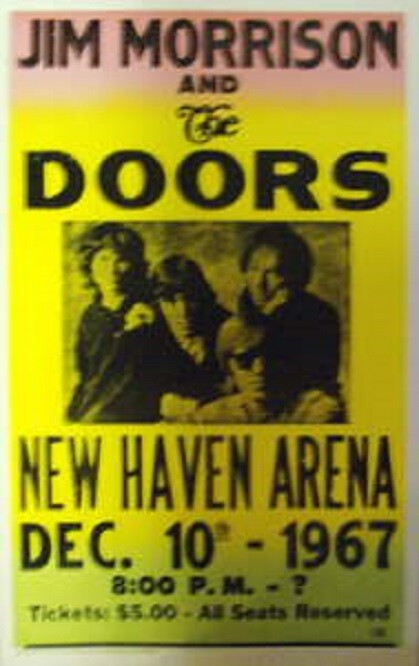 JIM MORRISON
AND
The
DOORS
NEW HAVEN ARENA
DEC. 10th - 1967
8:00 P.M. - ?
Tickets: $5.00 - All Seats Reserved